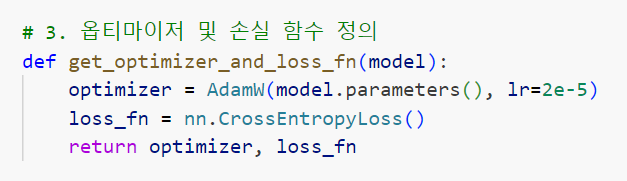 # 3. 옵티마이저 및 손실 함수 정의
def get_optimizer_and_loss_fn(model):
    optimizer = AdamW(model.parameters(), lr=2e-5)
    loss_fn = nn.CrossEntropyLoss()
    return optimizer, loss_fn